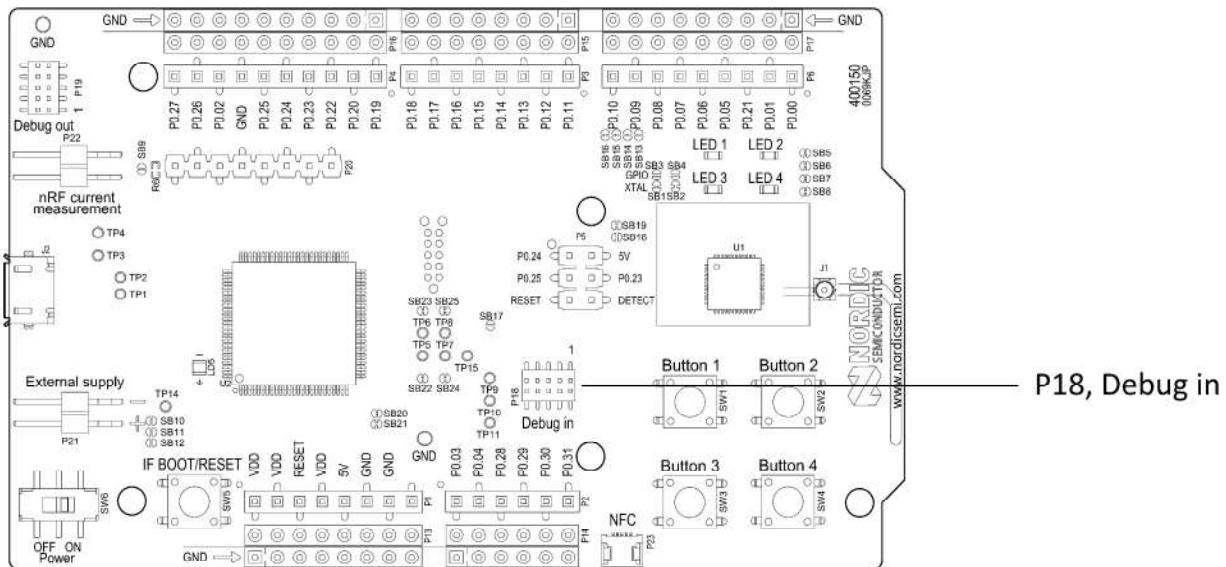 GND
GND
GND
P16
P15
P17
P4
P3
P6
P19
1
Debug out
P0.27
P0.26
P0.02
GND
P0.25
P0.24
P0.23
P0.22
P0.20
P0.19
P0.18
P0.17
P0.16
P0.15
P0.14
P0.13
P0.12
P0.11
P0.10
P0.09
P0.08
P0.07
P0.06
P0.05
P0.21
P0.01
P0.00
400150
P22
nRF current
measurement
SB9
R6
P20
SB16
SB15
SB14
SB13
LED 1
LED 2
SB3 SB4
GPIO
XTAL
SB1 SB2
LED 3
LED 4
SB5
SB6
SB7
SB8
TP4
TP3
TP2
TP1
J2
SB19
SB18
P5
P0.24
5V
P0.25
P0.23
RESET
DETECT
U1
J1
NORDIC
SEMICONDUCTOR
www.nordicsemi.com
SB23 SB25
TP6 TP8
TP5 TP7
SB22 SB24
SB17
TP15
TP9
TP10
TP11
LD5
1
P18
Debug in
P18, Debug in
Button 1
Button 2
SW1
SW2
External supply
P21
TP14
SB10
SB11
SB12
SB20
SB21
GND
IF BOOT/RESET
SW5
VDD
VDD
RESET
VDD
5V
GND
GND
P0.03
P0.04
P0.28
P0.29
P0.30
P0.31
P1
P2
Button 3
Button 4
SW3
SW4
SW6
OFF ON
Power
P13
P14
GND
NFC
P23